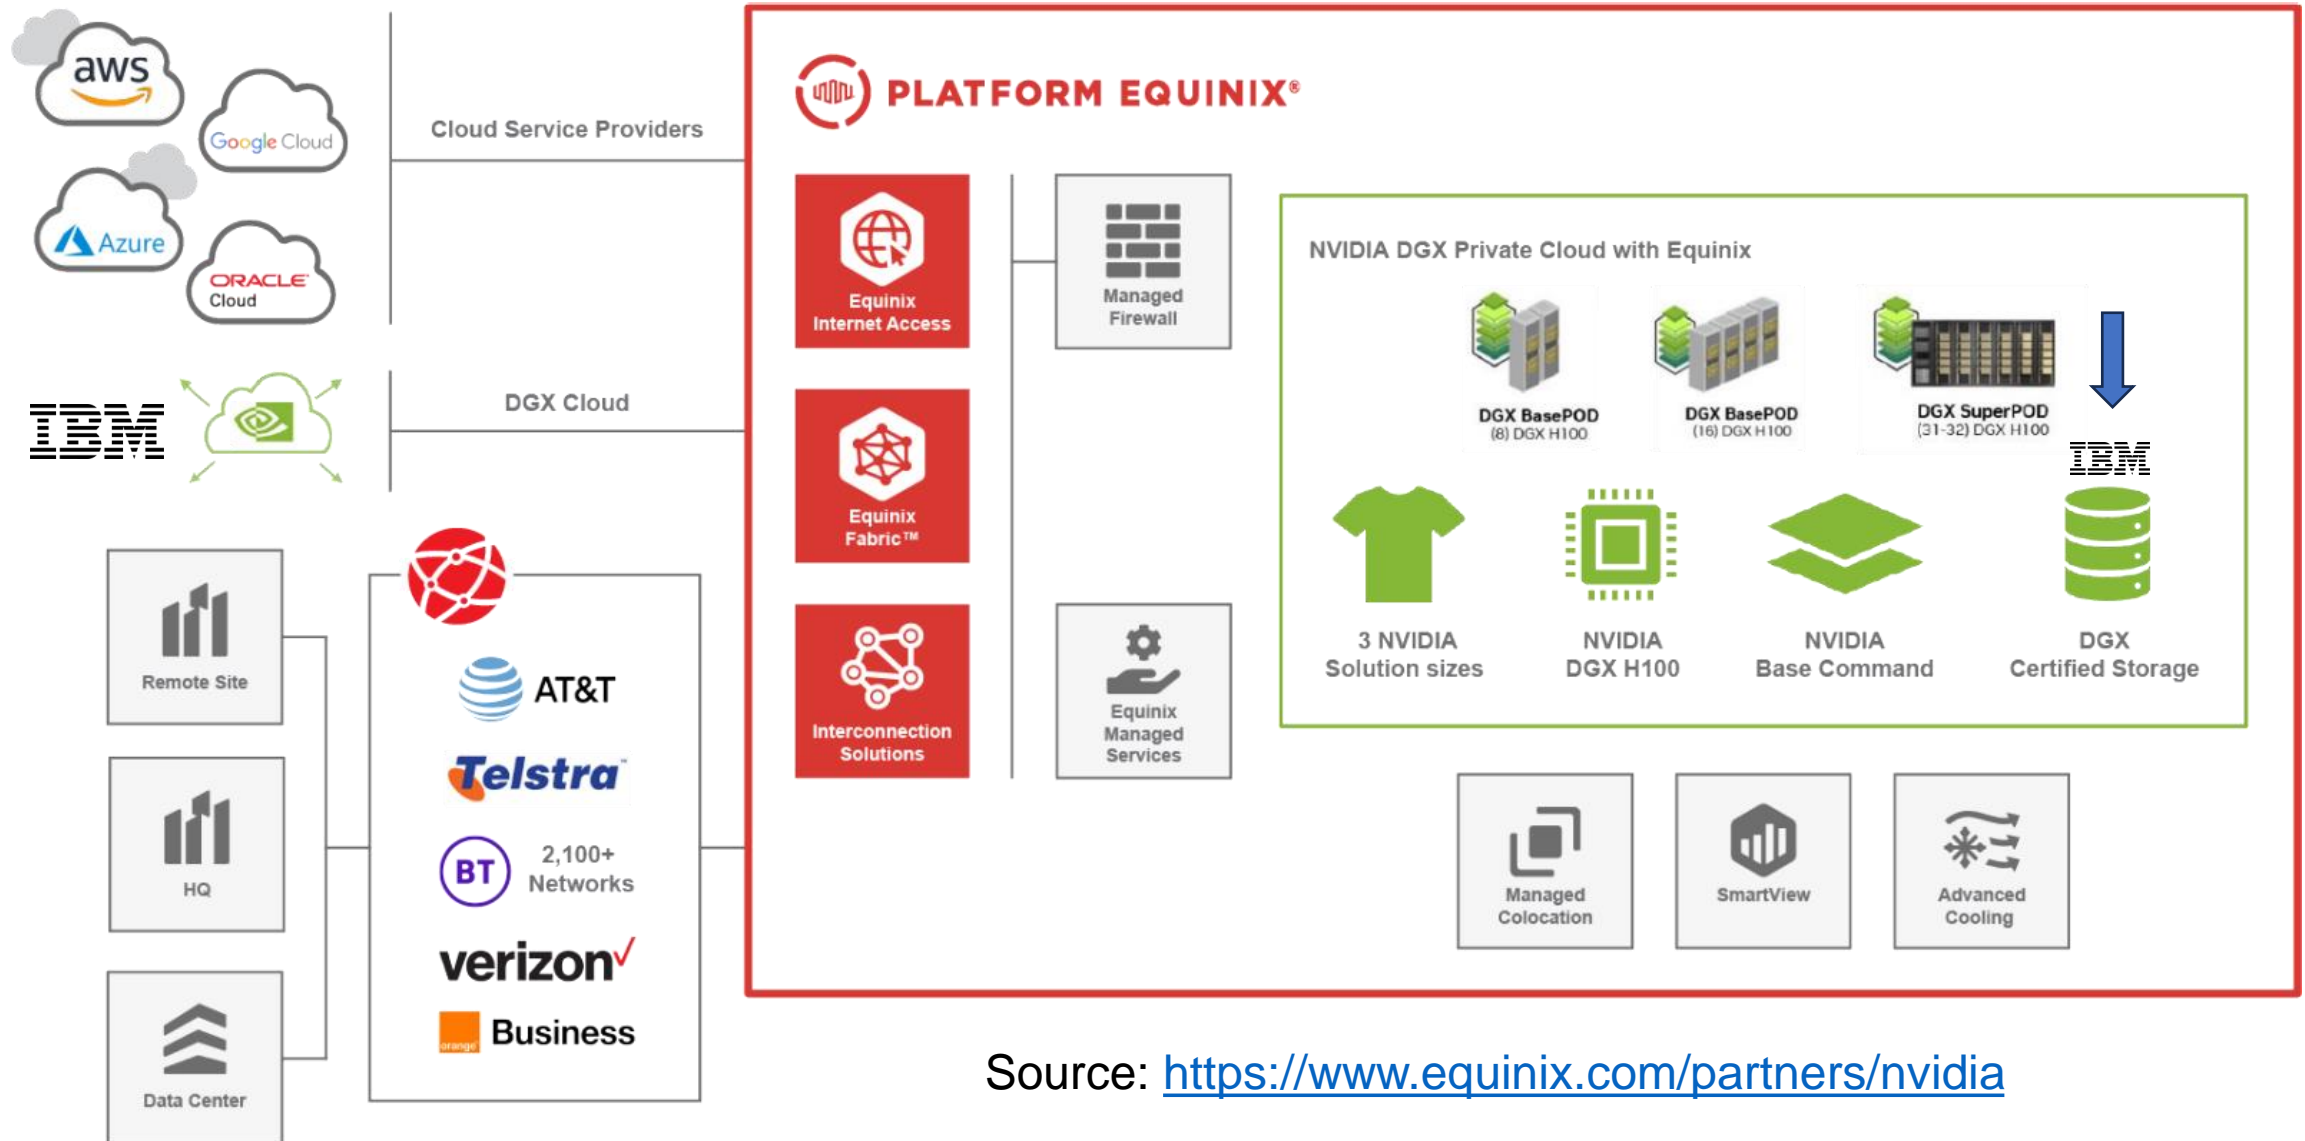 aws
Google Cloud
Azure
ORACLE
Cloud
Cloud Service Providers
IBM
DGX Cloud
Remote Site
HQ
Data Center
AT&T
Telstra™
BT
2,100+
Networks
verizon✓
orange™
Business
PLATFORM EQUINIX®
Equinix
Internet Access
Equinix
Fabric™
Interconnection
Solutions
Managed
Firewall
Equinix
Managed
Services
NVIDIA DGX Private Cloud with Equinix
DGX BasePOD
(8) DGX H100
DGX BasePOD
(16) DGX H100
DGX SuperPOD
(31-32) DGX H100
IBM
3 NVIDIA
Solution sizes
NVIDIA
DGX H100
NVIDIA
Base Command
DGX
Certified Storage
Managed
Colocation
SmartView
Advanced
Cooling
Source: https://www.equinix.com/partners/nvidia